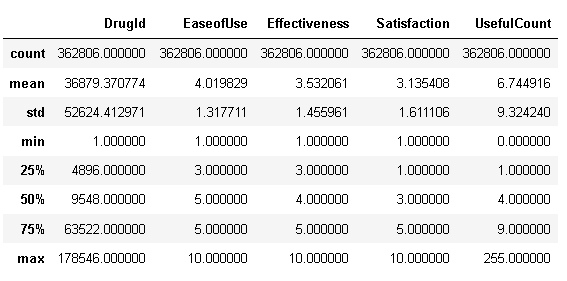 DrugId EaseofUse Effectiveness Satisfaction UsefulCount
count 362806.000000 362806.000000 362806.000000 362806.000000 362806.000000
mean 36879.370774 4.019829 3.532061 3.135408 6.744916
std 52624.412971 1.317711 1.455961 1.611106 9.324240
min 1.000000 1.000000 1.000000 1.000000 0.000000
25% 4896.000000 3.000000 3.000000 1.000000 1.000000
50% 9548.000000 5.000000 4.000000 3.000000 4.000000
75% 63522.000000 5.000000 5.000000 5.000000 9.000000
max 178546.000000 10.000000 10.000000 10.000000 255.000000